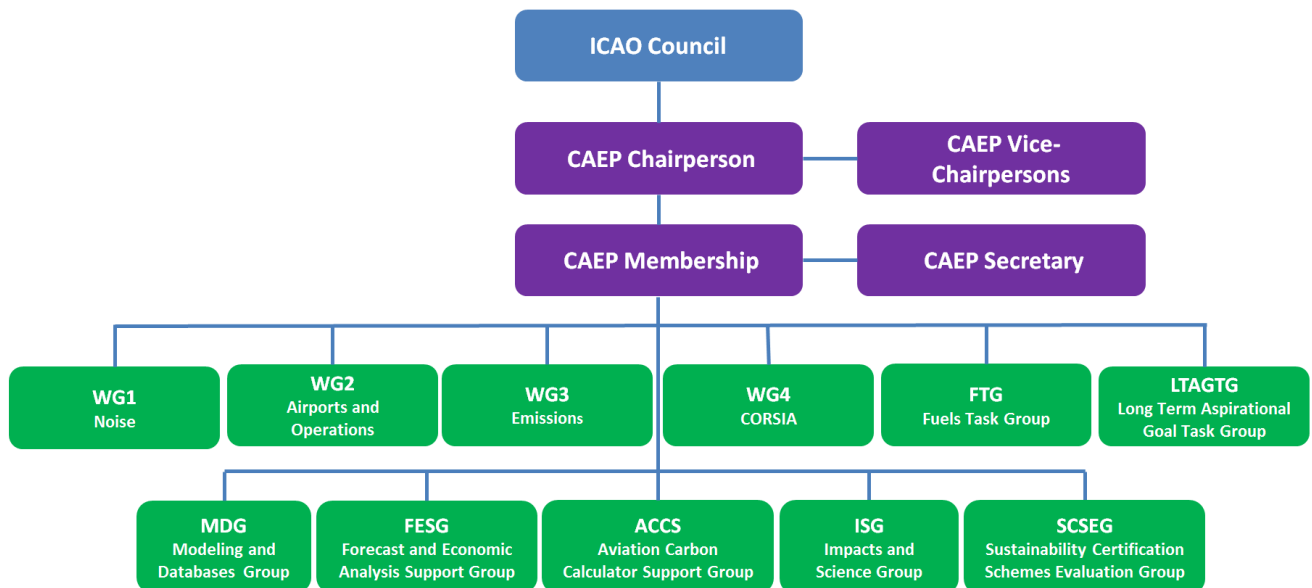 ICAO Council
CAEP Chairperson
CAEP Vice-
Chairpersons
CAEP Membership
CAEP Secretary
WG1
Noise
WG2
Airports and
Operations
WG3
Emissions
WG4
CORSIA
FTG
Fuels Task Group
LTAGTG
Long Term Aspirational
Goal Task Group
MDG
Modeling and
Databases Group
FESG
Forecast and Economic
Analysis Support Group
ACCS
Aviation Carbon
Calculator Support Group
ISG
Impacts and
Science Group
SCSEG
Sustainability Certification
Schemes Evaluation Group